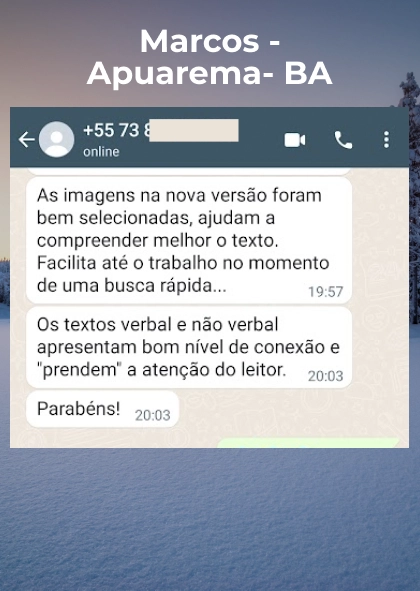 Marcos -
Apuarema- BA
+55 73 8
online
As imagens na nova versão foram
bem selecionadas, ajudam a
compreender melhor o texto.
Facilita até o trabalho no momento
de uma busca rápida...
19:57
Os textos verbal e não verbal
apresentam bom nível de conexão e
"prendem" a atenção do leitor.
20:03
Parabéns!
20:03